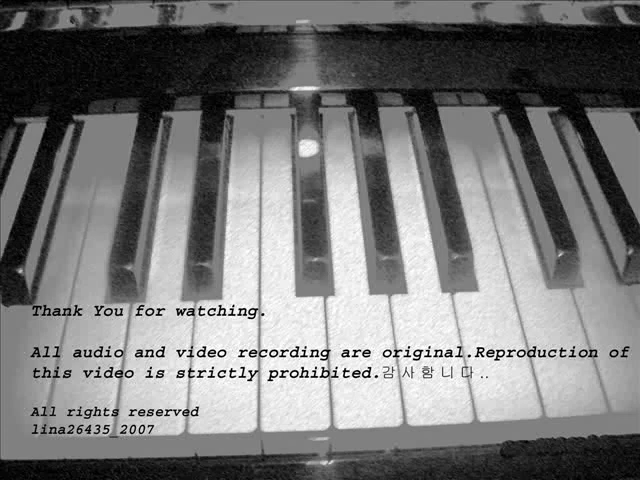 Thank You for watching.
All audio and video recording are original.Reproduction of
this video is strictly prohibited.감 사 함 니 다 ..
All rights reserved
lina26435_2007